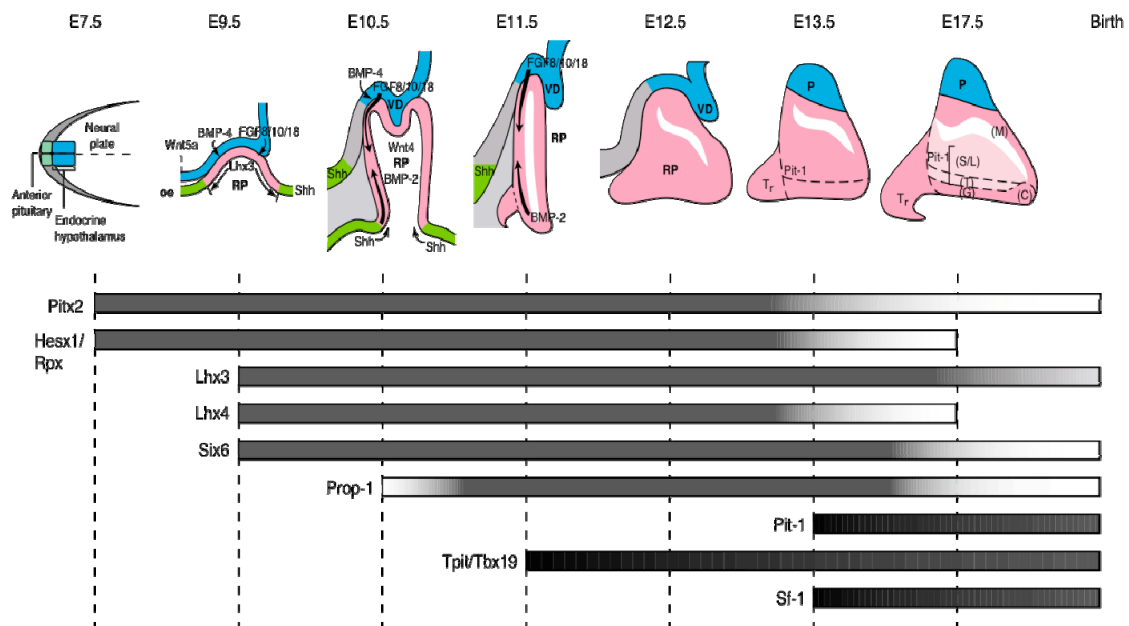 E7.5 E9.5 E10.5 E11.5 E12.5 E13.5 E17.5 Birth
Neural
plate
Anterior
pituitary
Endocrine
hypothalamus
BMP-4 FGF8/10/18
Wnt5a
Lhx3
RP
oe
Shh
BMP-4
FGF8/10/18
VD
Wnt4
RP
BMP-2
Shh
Shh
Shh
FGF8/10/18
VD
RP
Shh
BMP-2
VD
RP
P
Pit-1
Tr
P
(M)
Pit-1
(S/L)
(T)
(G)
(C)
Tr
Pitx2
Hesx1/
Rpx
Lhx3
Lhx4
Six6
Prop-1
Pit-1
Tpit/Tbx19
Sf-1